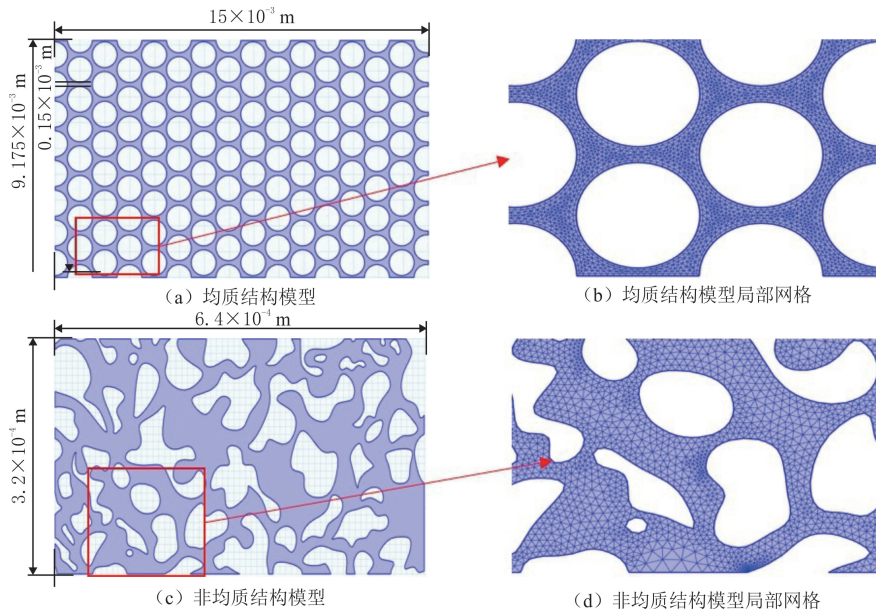 15×10⁻³ m
9.175×10⁻³ m
0.15×10⁻³ m
(a) 均质结构模型
(b) 均质结构模型局部网格
6.4×10⁻⁴ m
3.2×10⁻⁴ m
(c) 非均质结构模型
(d) 非均质结构模型局部网格